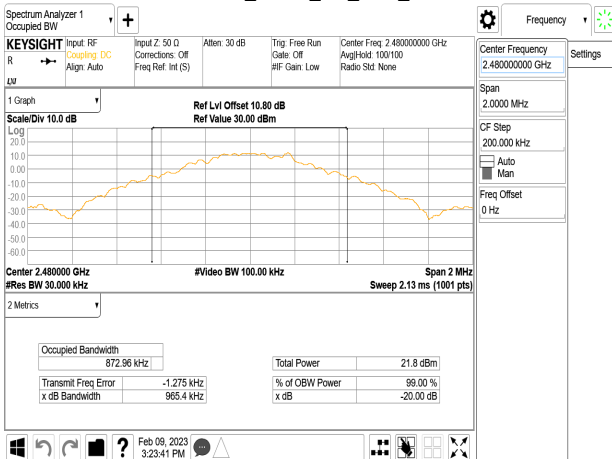 Spectrum Analyzer 1
Occupied BW
Frequency
KEYSIGHT
R
LXI
Input: RF
Coupling: DC
Align: Auto
Input Z: 50 Ω
Corrections: Off
Freq Ref: Int (S)
Atten: 30 dB
Trig: Free Run
Gate: Off
#IF Gain: Low
Center Freq: 2.480000000 GHz
Avg|Hold: 100/100
Radio Std: None
Center Frequency
2.480000000 GHz
Settings
Span
2.0000 MHz
CF Step
200.000 kHz
Auto
Man
Freq Offset
0 Hz
1 Graph
Scale/Div 10.0 dB
Ref Lvl Offset 10.80 dB
Ref Value 30.00 dBm
Log
20.0
10.0
0.00
-10.0
-20.0
-30.0
-40.0
-50.0
-60.0
Center 2.480000 GHz
#Res BW 30.000 kHz
#Video BW 100.00 kHz
Span 2 MHz
Sweep 2.13 ms (1001 pts)
2 Metrics
Occupied Bandwidth
872.96 kHz
Total Power 21.8 dBm
Transmit Freq Error -1.275 kHz
% of OBW Power 99.00 %
x dB Bandwidth 965.4 kHz
x dB -20.00 dB
?
Feb 09, 2023
3:23:41 PM